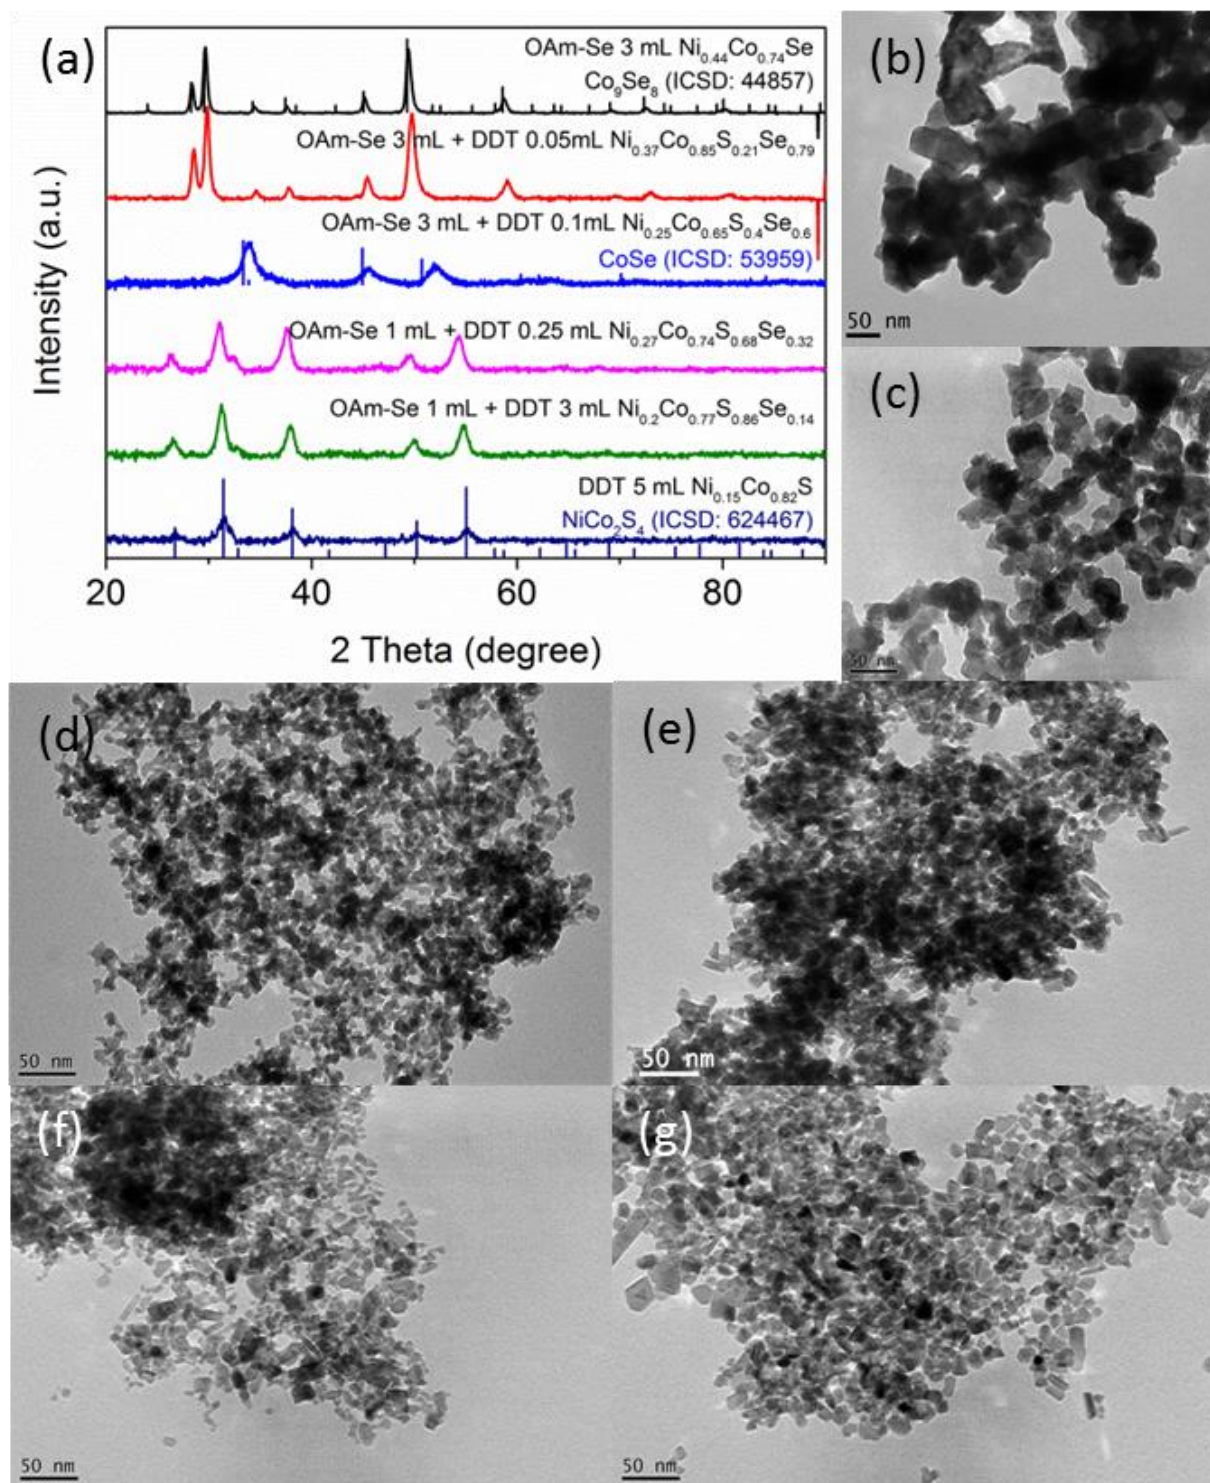 (a)
OAm-Se 3 mL Ni0.44Co0.74Se
Co9Se8 (ICSD: 44857)
OAm-Se 3 mL + DDT 0.05mL Ni0.37Co0.85S0.21Se0.79
OAm-Se 3 mL + DDT 0.1mL Ni0.25Co0.65S0.4Se0.6
CoSe (ICSD: 53959)
OAm-Se 1 mL + DDT 0.25 mL Ni0.27Co0.74S0.68Se0.32
OAm-Se 1 mL + DDT 3 mL Ni0.2Co0.77S0.86Se0.14
DDT 5 mL Ni0.15Co0.82S
NiCo2S4 (ICSD: 624467)
Intensity (a.u.)
20 40 60 80
2 Theta (degree)
(b)
50 nm
(c)
50 nm
(d)
50 nm
(e)
50 nm
(f)
50 nm
(g)
50 nm